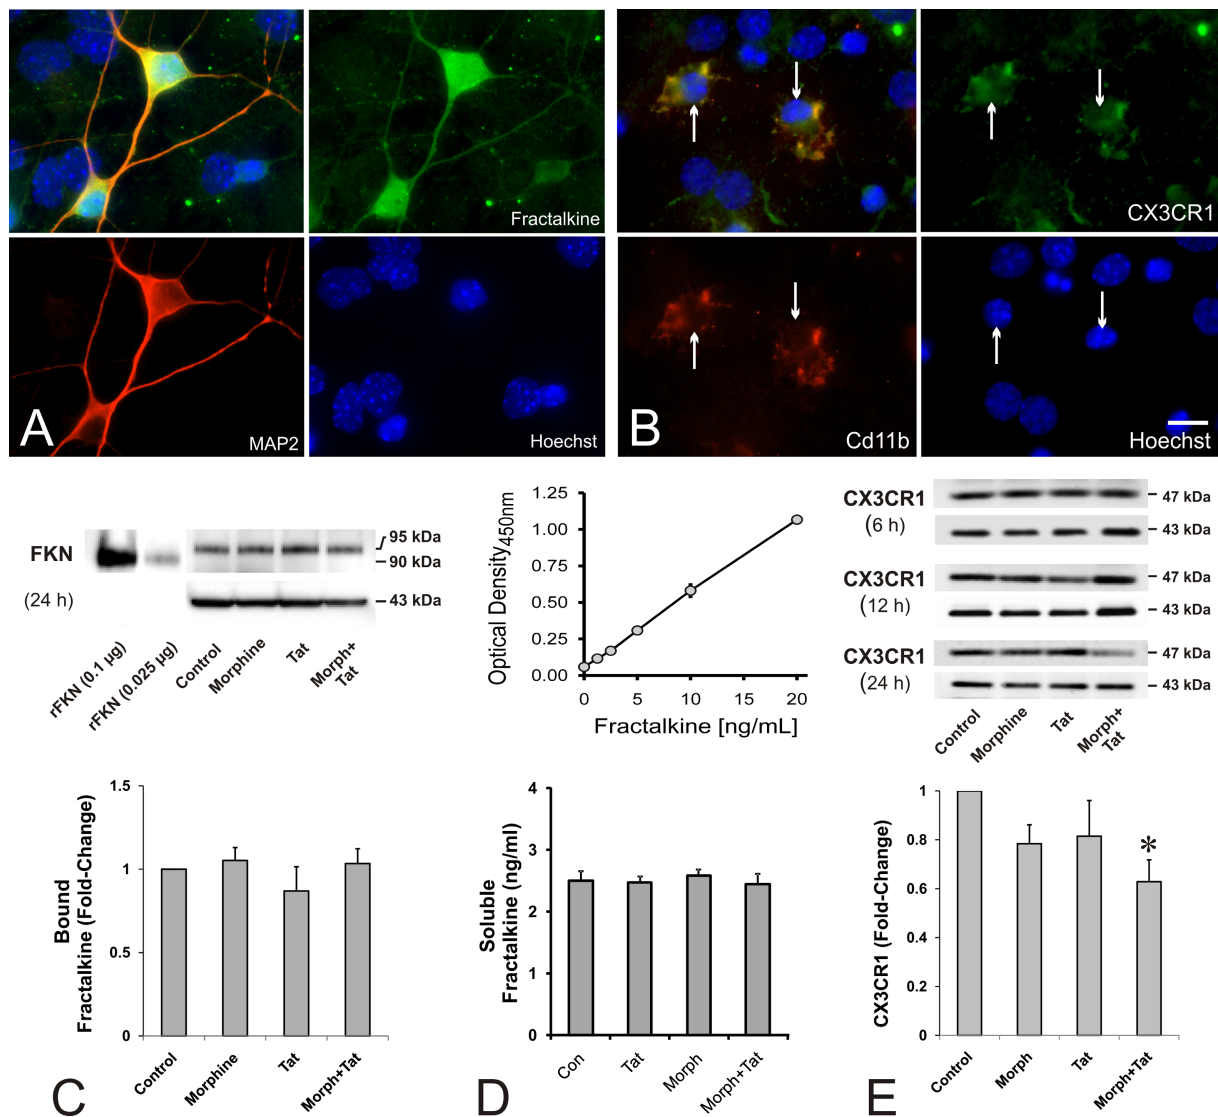 Fractalkine
CX3CR1
A
MAP2
Hoechst
B
Cd11b
Hoechst
FKN
(24 h)
95 kDa
90 kDa
43 kDa
rFKN (0.1 µg)
rFKN (0.025 µg)
Control
Morphine
Tat
Morph+
Tat
Optical Density450nm
1.25
1.00
0.75
0.50
0.25
0.00
0
5
10
15
20
Fractalkine [ng/mL]
CX3CR1
(6 h)
47 kDa
43 kDa
CX3CR1
(12 h)
47 kDa
43 kDa
CX3CR1
(24 h)
47 kDa
43 kDa
Control
Morphine
Tat
Morph+
Tat
Bound
Fractalkine (Fold-Change)
1.5
1
0.5
0
Control
Morphine
Tat
Morph+Tat
C
Soluble
Fractalkine (ng/ml)
4
3
2
1
0
Con
Tat
Morph
Morph+Tat
D
CX3CR1 (Fold-Change)
1
0.8
0.6
0.4
0.2
0
*
Control
Morph
Tat
Morph+Tat
E